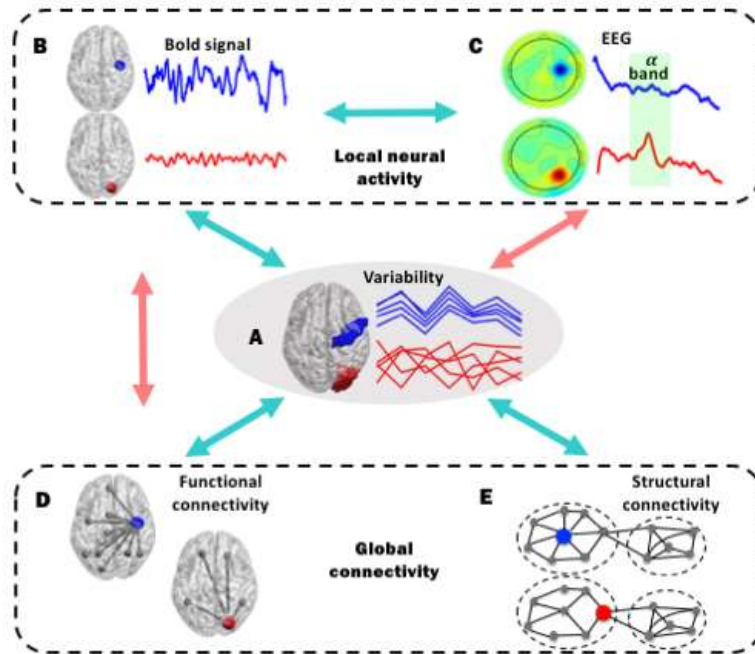 B
Bold signal
C
EEG
α
band
Local neural
activity
Variability
A
D
Functional
connectivity
Global
connectivity
E
Structural
connectivity